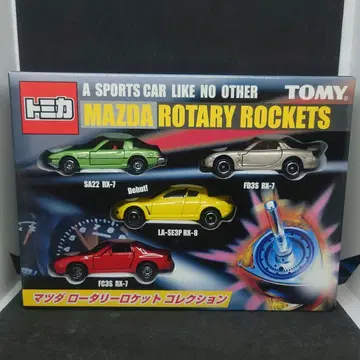 A SPORTS CAR LIKE NO OTHER
トミカ
TOMY®
MAZDA ROTARY ROCKETS
SA22 RX-7
FD3S RX-7
Debut!
LA-SE3P RX-8
FC3S RX-7
マツダ ロータリーロケット コレクション